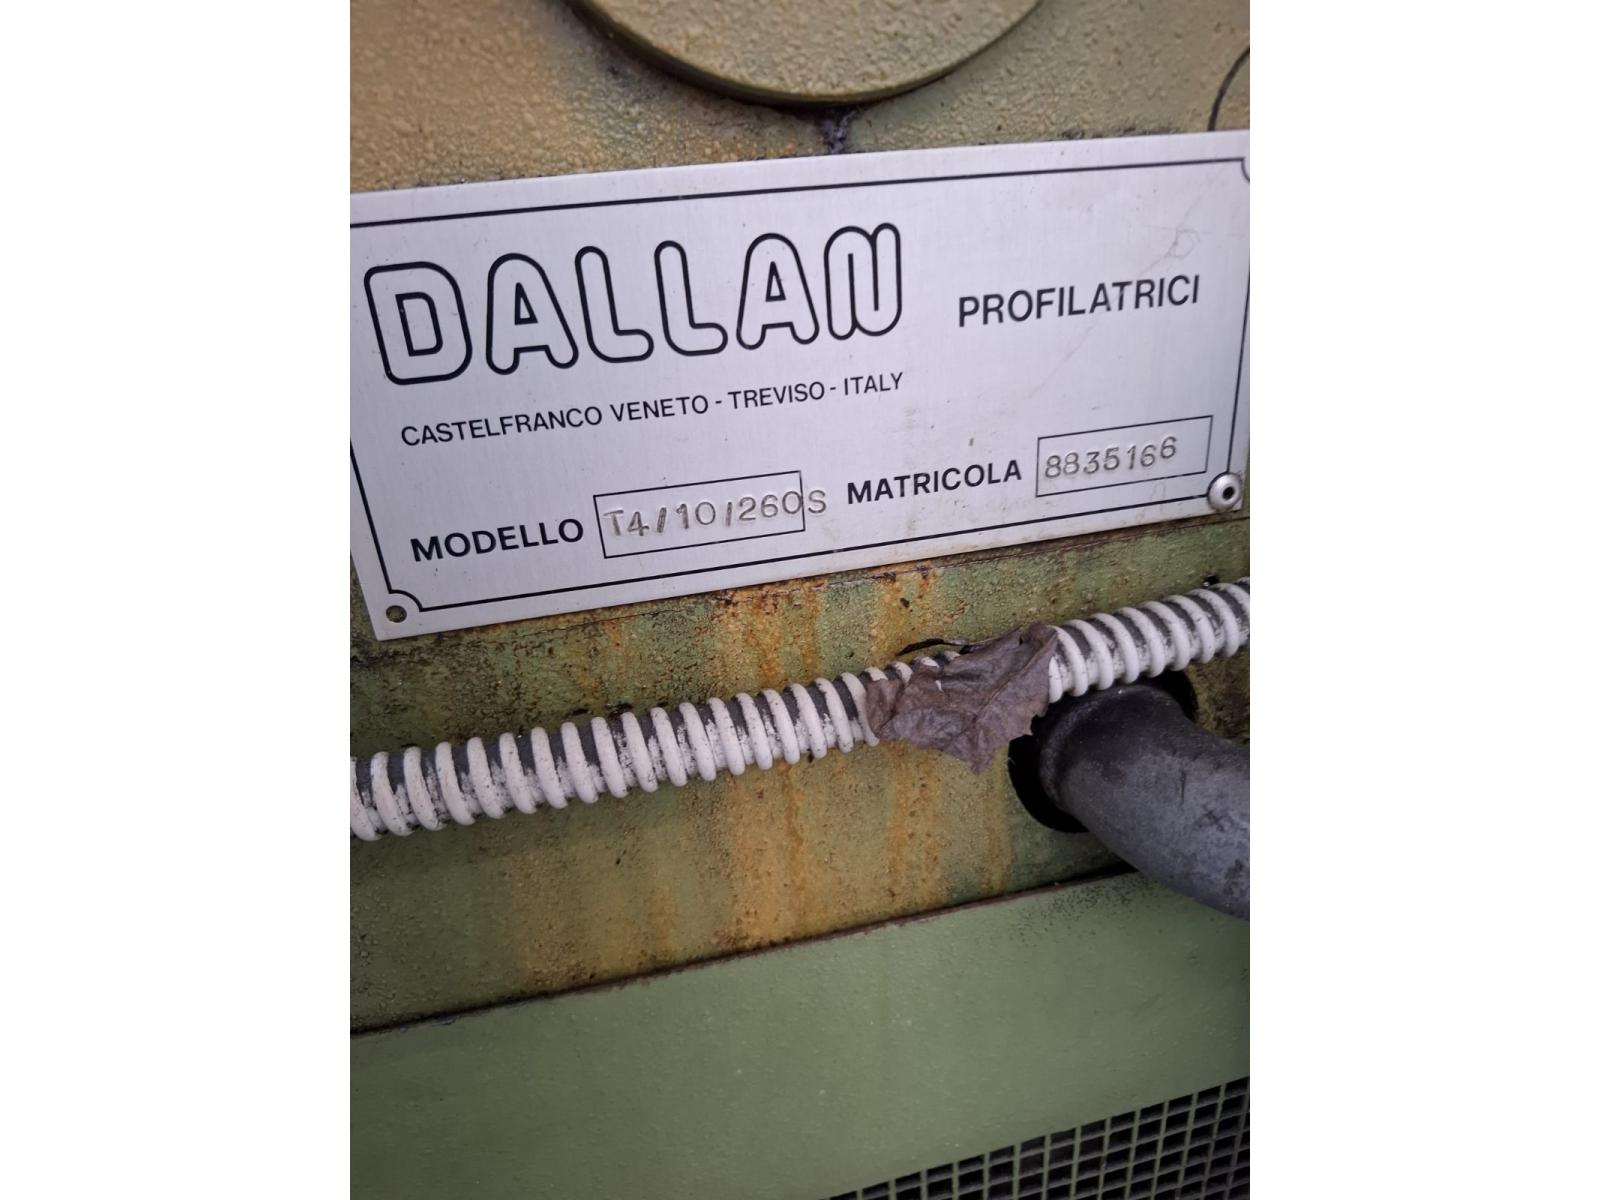 DALLAN PROFILATRICI
CASTELFRANCO VENETO - TREVISO - ITALY
MODELLO T4/10/260S MATRICOLA 8835166